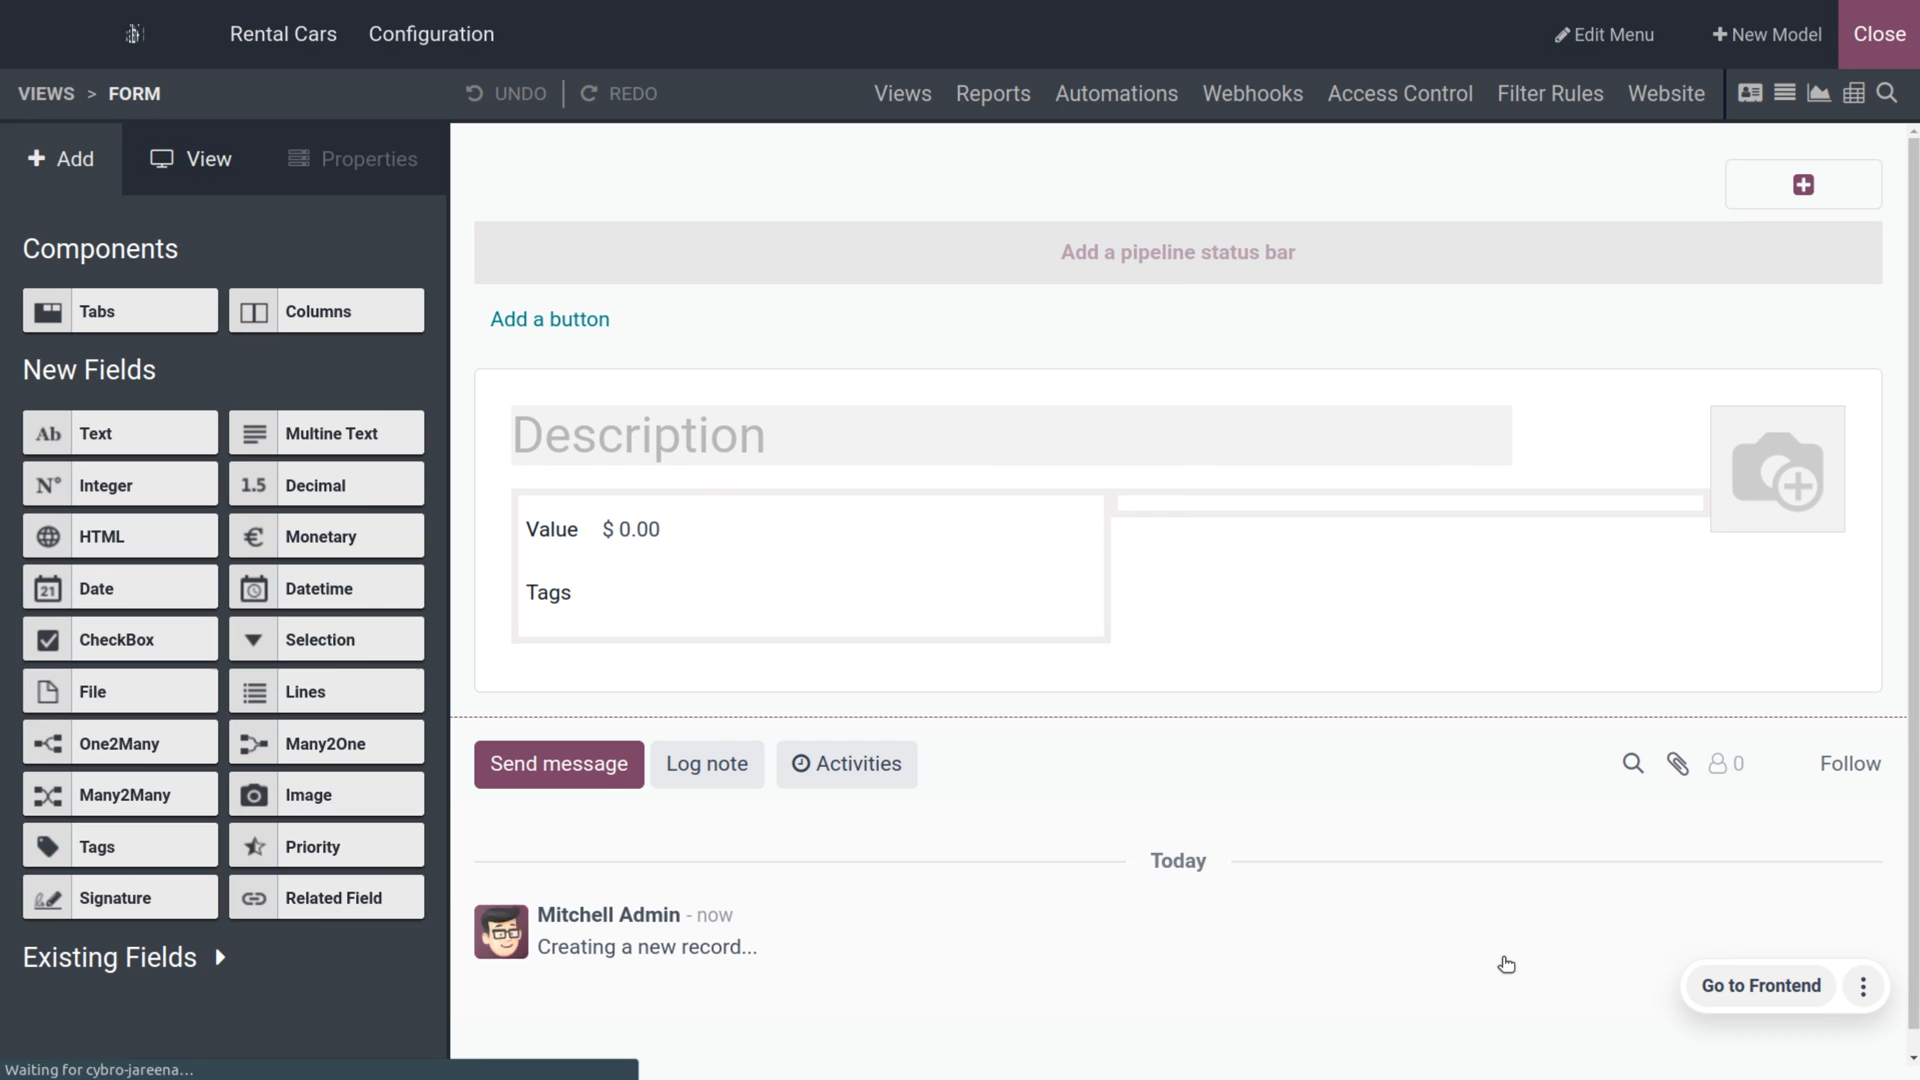 Rental Cars Configuration Edit Menu New Model Close
VIEWS > FORM UNDO REDO Views Reports Automations Webhooks Access Control Filter Rules Website
Add View Properties
Components
Tabs Columns
New Fields
Ab Text Multine Text
N° Integer 1.5 Decimal
HTML € Monetary
21 Date Datetime
CheckBox Selection
File Lines
One2Many Many2One
Many2Many Image
Tags Priority
Signature Related Field
Existing Fields
Add a pipeline status bar
Add a button
Description
Value $ 0.00
Tags
Send message Log note Activities 0 Follow
Today
Mitchell Admin - now
Creating a new record...
Go to Frontend
Waiting for cybro-jareena...